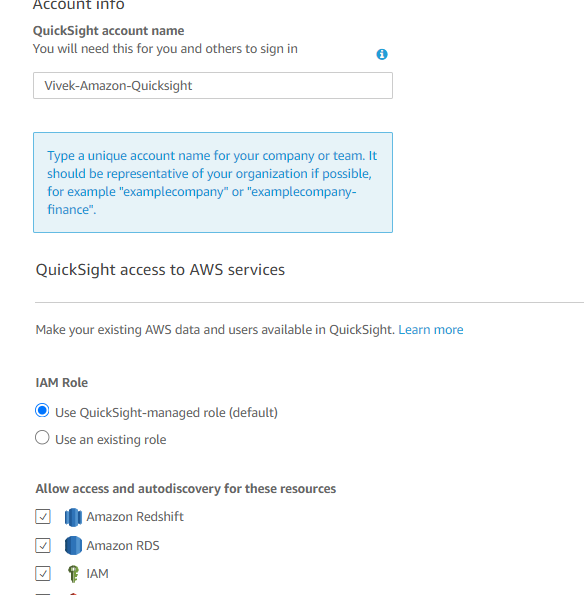 Account info
QuickSight account name
You will need this for you and others to sign in
Vivek-Amazon-Quicksight
Type a unique account name for your company or team. It
should be representative of your organization if possible,
for example "examplecompany" or "examplecompany-
finance".
QuickSight access to AWS services
Make your existing AWS data and users available in QuickSight. Learn more
IAM Role
Use QuickSight-managed role (default)
Use an existing role
Allow access and autodiscovery for these resources
Amazon Redshift
Amazon RDS
IAM